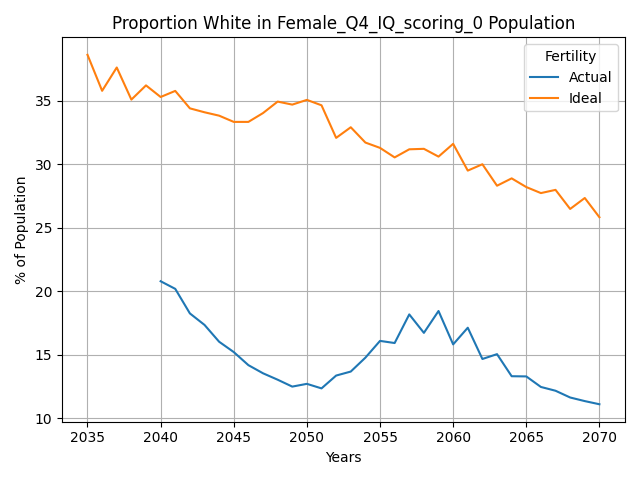 Proportion White in Female_Q4_IQ_scoring_0 Population
Fertility
Actual
Ideal
% of Population
35
30
25
20
15
10
2035 2040 2045 2050 2055 2060 2065 2070
Years